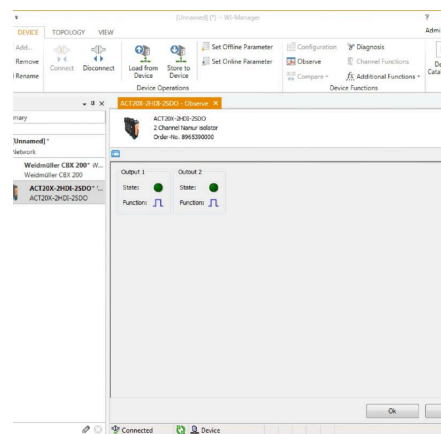 [Unnamed] (*) - WI-Manager
?
DEVICE TOPOLOGY VIEW
Add...
Remove
Rename
Connect
Disconnect
Load from Device
Store to Device
Set Offline Parameter
Set Online Parameter
Device Operations
Configuration
Observe
Compare
Diagnosis
Channel Functions
Additional Functions
Device Functions
ACT20X-2HDI-2SDO - Observe
ACT20X-2HDI-2SDO
2 Channel Namur isolator
Order-No. 8965390000
Weidmüller CBX 200*
Weidmüller CBX 200
ACT20X-2HDI-2SDO*
ACT20X-2HDI-2SDO
Output 1
State:
Function:
Output 2
State:
Function:
Ok
Connected
Device